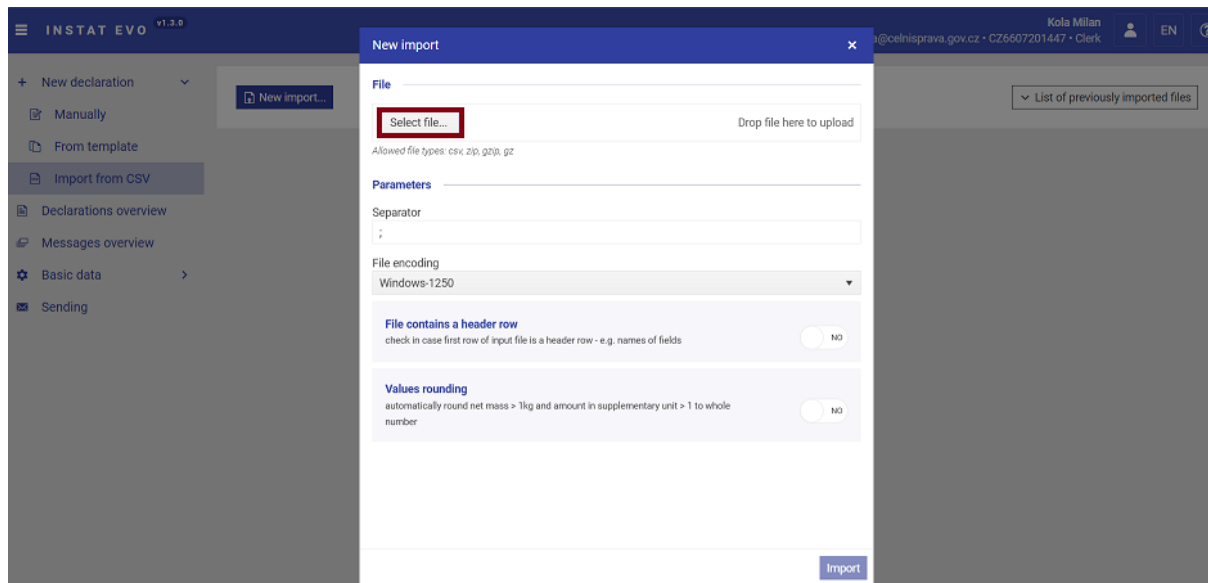 INSTAT EVO v1.3.0
Kola Milan
a@celnisprava.gov.cz • CZ6607201447 • Clerk
EN
New declaration
Manually
From template
Import from CSV
Declarations overview
Messages overview
Basic data
Sending
New import...
List of previously imported files
New import
File
Select file...
Drop file here to upload
Allowed file types: csv, zip, gzip, gz
Parameters
Separator
;
File encoding
Windows-1250
File contains a header row
check in case first row of input file is a header row - e.g. names of fields
NO
Values rounding
automatically round net mass > 1kg and amount in supplementary unit > 1 to whole
number
NO
Import